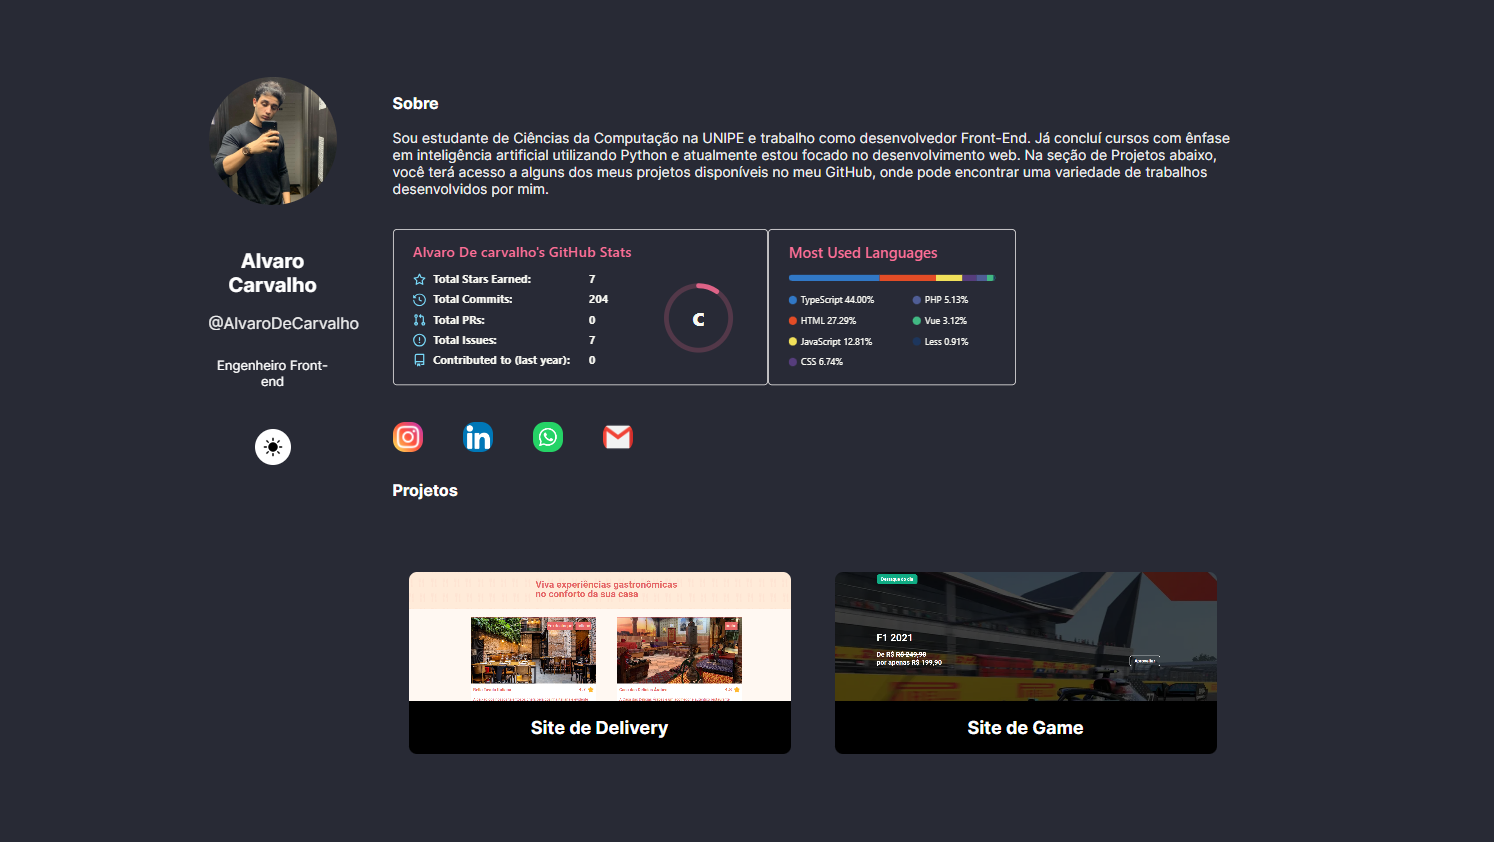 Alvaro
Carvalho
@AlvaroDeCarvalho
Engenheiro Front-
end
Sobre
Sou estudante de Ciências da Computação na UNIPE e trabalho como desenvolvedor Front-End. Já concluí cursos com ênfase
em inteligência artificial utilizando Python e atualmente estou focado no desenvolvimento web. Na seção de Projetos abaixo,
você terá acesso a alguns dos meus projetos disponíveis no meu GitHub, onde pode encontrar uma variedade de trabalhos
desenvolvidos por mim.
Alvaro De carvalho's GitHub Stats
Total Stars Earned: 7
Total Commits: 204
Total PRs: 0
Total Issues: 7
Contributed to (last year): 0
C
Most Used Languages
TypeScript 44.00%
HTML 27.29%
JavaScript 12.81%
CSS 6.74%
PHP 5.13%
Vue 3.12%
Less 0.91%
in
Projetos
Viva experiências gastronômicas
no conforto da sua casa
Site de Delivery
Destaque do dia
F1 2021
De R$ R$ 249,90
por apenas R$ 199,90
Aproveitar
Site de Game